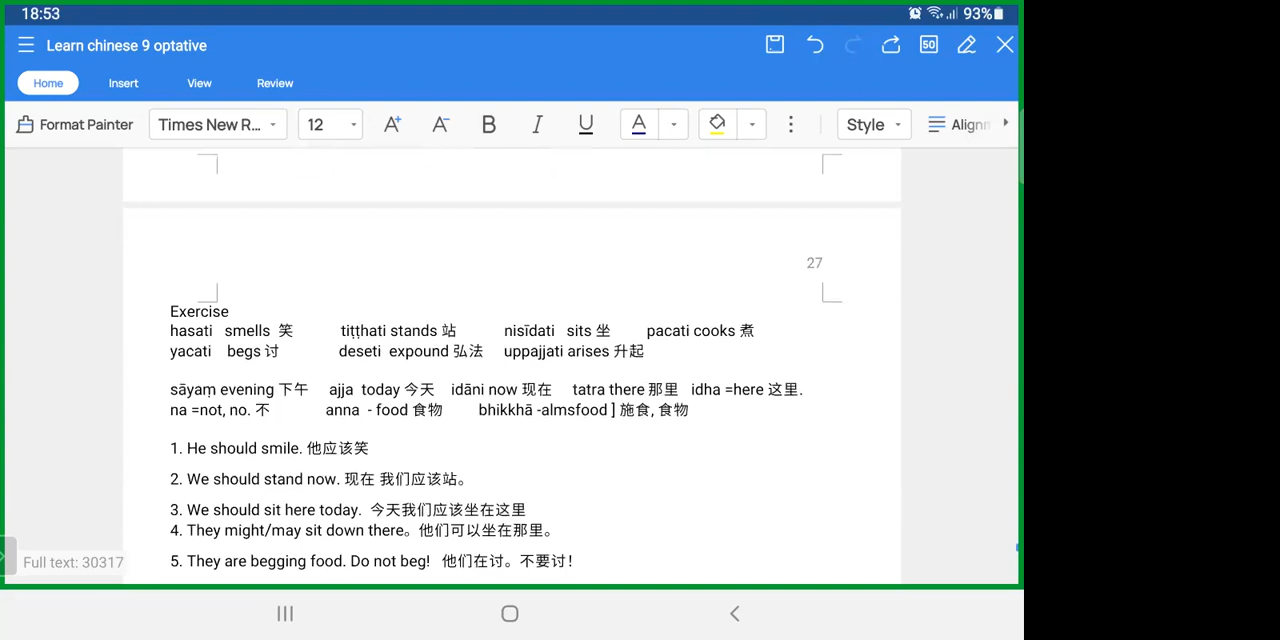 18:53 93%
Learn chinese 9 optative 50
Home Insert View Review
Format Painter Times New R... 12 A+ A- B I U A Style Alignm
27
Exercise
hasati smells 笑 tiṭṭhati stands 站 nisīdati sits 坐 pacati cooks 煮
yacati begs 讨 deseti expound 弘法 uppajjati arises 升起
sāyaṃ evening 下午 ajja today 今天 idāni now 现在 tatra there 那里 idha =here 这里.
na =not, no. 不 anna - food 食物 bhikkhā -almsfood ] 施食, 食物
1. He should smile. 他应该笑
2. We should stand now. 现在 我们应该站。
3. We should sit here today. 今天我们应该坐在这里
4. They might/may sit down there。他们可以坐在那里。
5. They are begging food. Do not beg! 他们在讨。不要讨！
Full text: 30317